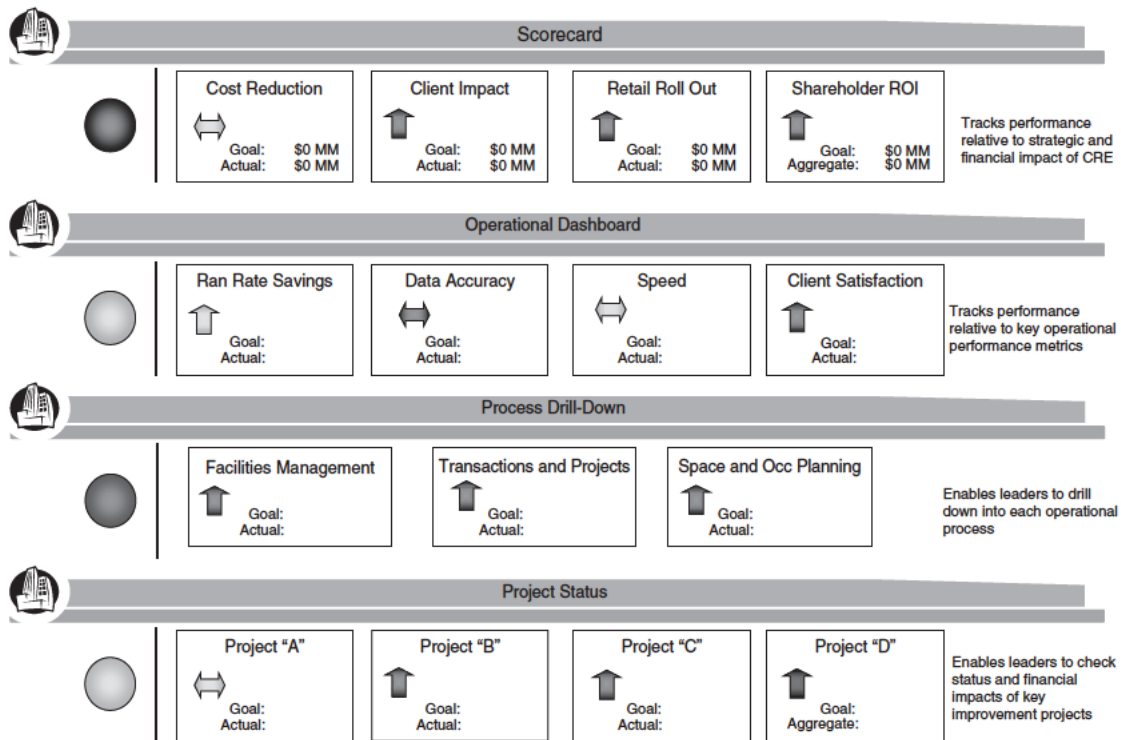 Scorecard
Cost Reduction
Goal: $0 MM
Actual: $0 MM
Client Impact
Goal: $0 MM
Actual: $0 MM
Retail Roll Out
Goal: $0 MM
Actual: $0 MM
Shareholder ROI
Goal: $0 MM
Aggregate: $0 MM
Tracks performance
relative to strategic and
financial impact of CRE
Operational Dashboard
Ran Rate Savings
Goal:
Actual:
Data Accuracy
Goal:
Actual:
Speed
Goal:
Actual:
Client Satisfaction
Goal:
Actual:
Tracks performance
relative to key operational
performance metrics
Process Drill-Down
Facilities Management
Goal:
Actual:
Transactions and Projects
Goal:
Actual:
Space and Occ Planning
Goal:
Actual:
Enables leaders to drill
down into each operational
process
Project Status
Project “A”
Goal:
Actual:
Project “B”
Goal:
Actual:
Project “C”
Goal:
Actual:
Project “D”
Goal:
Aggregate:
Enables leaders to check
status and financial
impacts of key
improvement projects